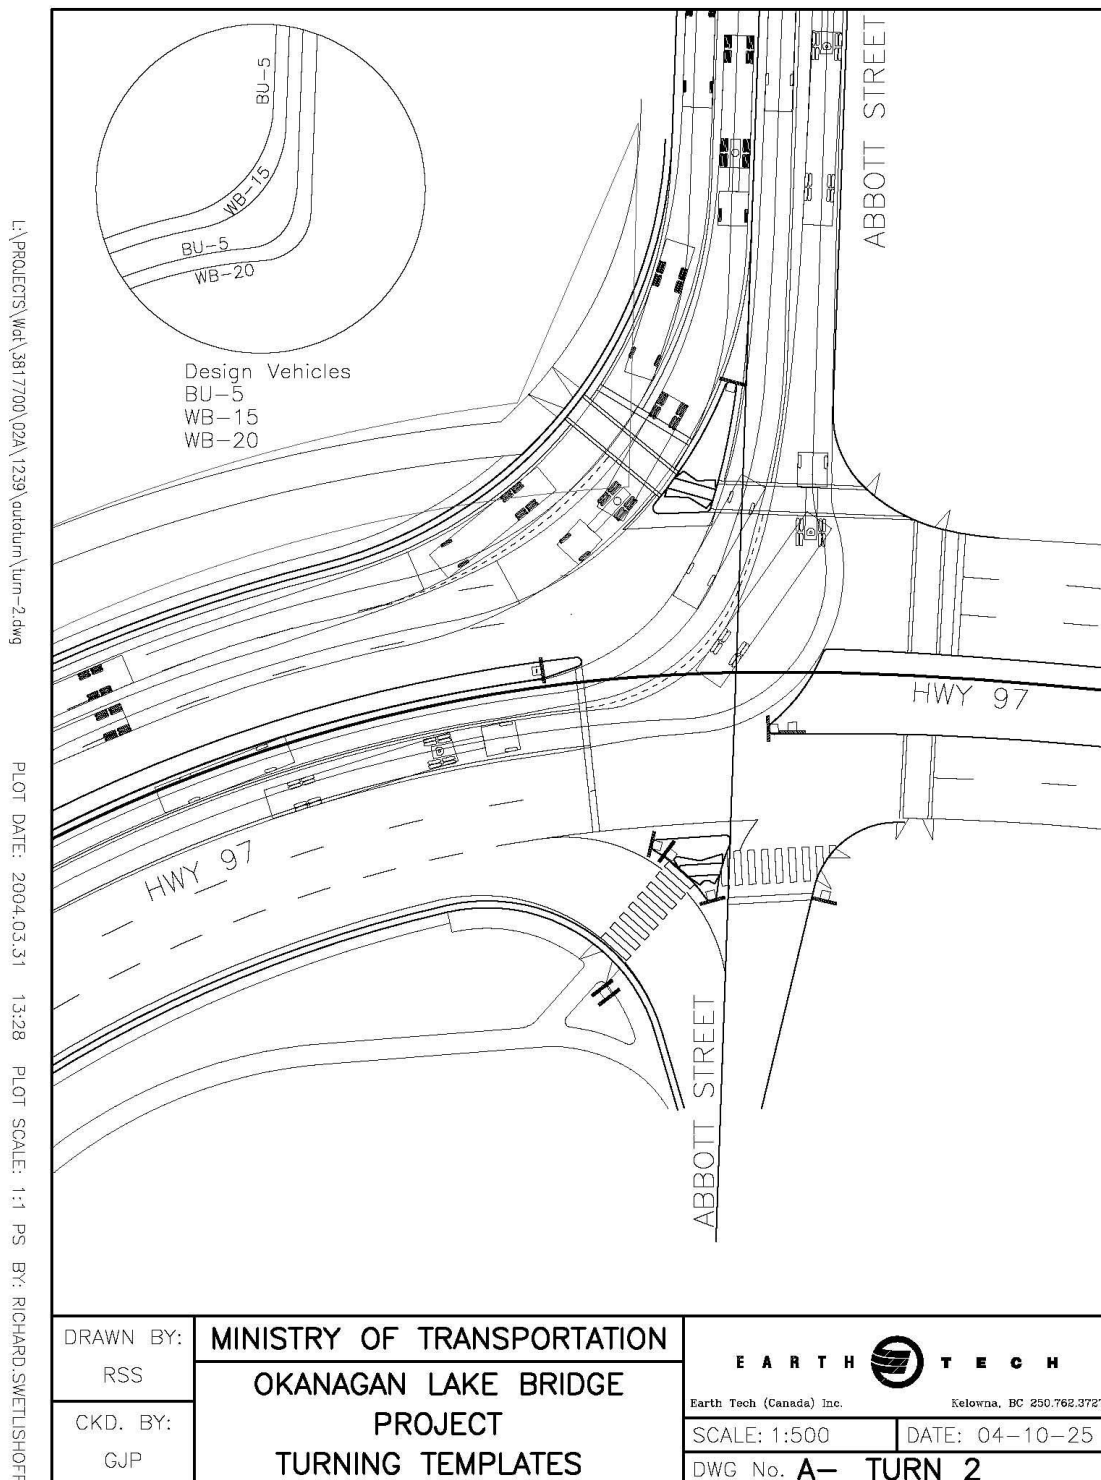 L:\PROJECTS\Wat\3817700\02A\1239\autoturn\turn-2.dwg PLOT DATE: 2004.03.31 13:28 PLOT SCALE: 1:1 PS BY: RICHARD.SWETLISHOFF
BU-5
WB-15
BU-5
WB-20
Design Vehicles
BU-5
WB-15
WB-20
ABBOTT STREET
HWY 97
HWY 97
ABBOTT STREET
DRAWN BY:
RSS
CKD. BY:
GJP
MINISTRY OF TRANSPORTATION
OKANAGAN LAKE BRIDGE
PROJECT
TURNING TEMPLATES
EARTH TECH
Earth Tech (Canada) Inc. Kelowna, BC 250.762.3727
SCALE: 1:500 DATE: 04-10-25
DWG No. A- TURN 2